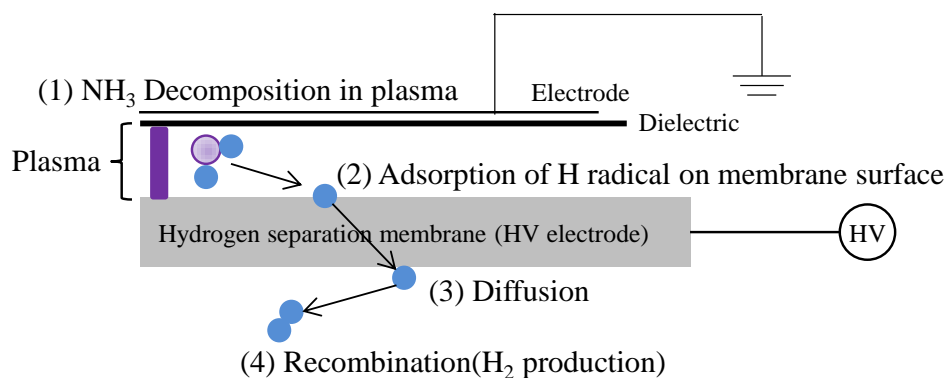 (1) NH₃ Decomposition in plasma
Electrode
Dielectric
Plasma
(2) Adsorption of H radical on membrane surface
Hydrogen separation membrane (HV electrode)
HV
(3) Diffusion
(4) Recombination(H₂ production)